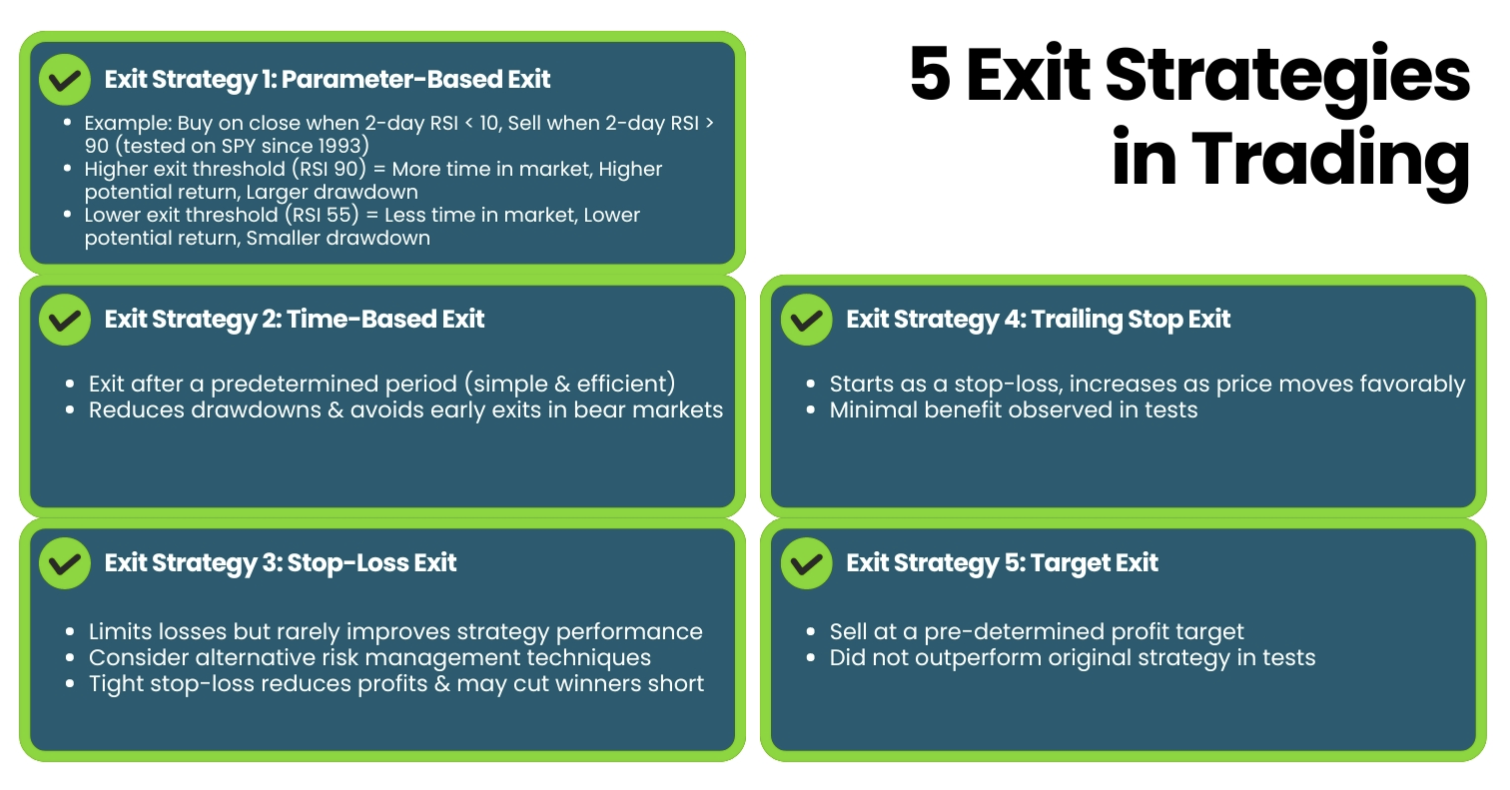 5 Exit Strategies
in Trading
Exit Strategy 1: Parameter-Based Exit
• Example: Buy on close when 2-day RSI < 10, Sell when 2-day RSI >
90 (tested on SPY since 1993)
• Higher exit threshold (RSI 90) = More time in market, Higher
potential return, Larger drawdown
• Lower exit threshold (RSI 55) = Less time in market, Lower
potential return, Smaller drawdown
Exit Strategy 2: Time-Based Exit
• Exit after a predetermined period (simple & efficient)
• Reduces drawdowns & avoids early exits in bear markets
Exit Strategy 3: Stop-Loss Exit
• Limits losses but rarely improves strategy performance
• Consider alternative risk management techniques
• Tight stop-loss reduces profits & may cut winners short
Exit Strategy 4: Trailing Stop Exit
• Starts as a stop-loss, increases as price moves favorably
• Minimal benefit observed in tests
Exit Strategy 5: Target Exit
• Sell at a pre-determined profit target
• Did not outperform original strategy in tests